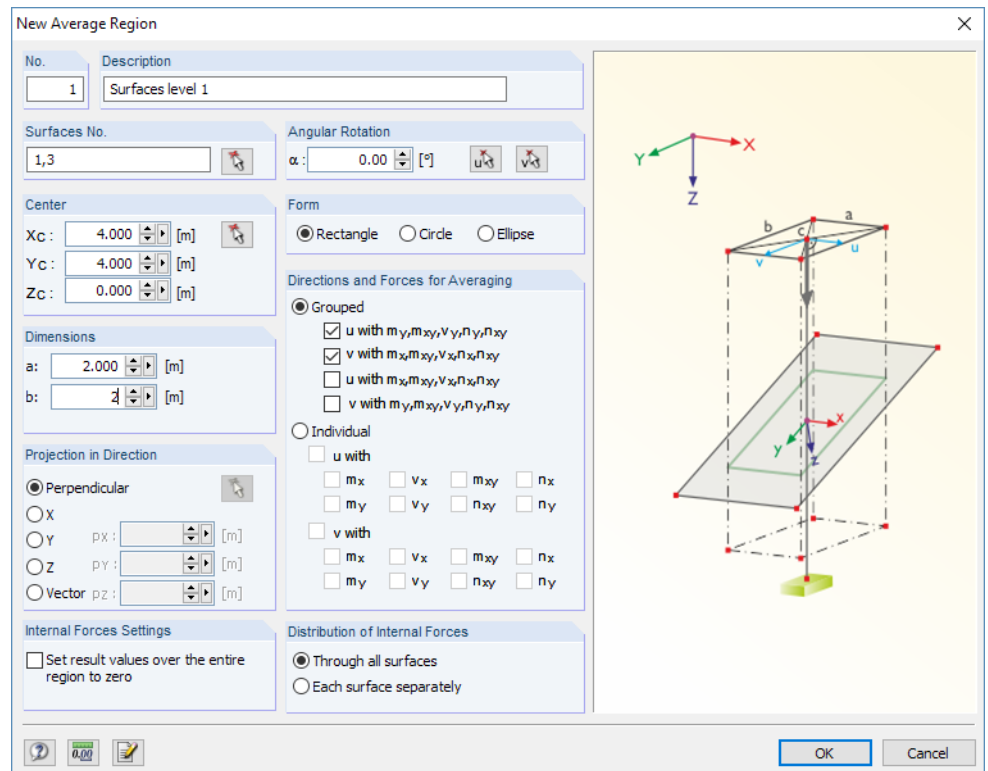 New Average Region
No.
1
Description
Surfaces level 1
Surfaces No.
1,3
Angular Rotation
α : 0.00 [°]
u
v
Center
XC : 4.000 [m]
YC : 4.000 [m]
ZC : 0.000 [m]
Form
Rectangle Circle Ellipse
Dimensions
a: 2.000 [m]
b: 2 [m]
Directions and Forces for Averaging
Grouped
u with my,mxy,vy,ny,nxy
v with mx,mxy,vx,nx,nxy
u with mx,mxy,vx,nx,nxy
v with my,mxy,vy,ny,nxy
Individual
u with
mx vx mxy nx
my vy nxy ny
v with
mx vx mxy nx
my vy nxy ny
Projection in Direction
Perpendicular
X
Y pX : [m]
Z pY : [m]
Vector pZ : [m]
Internal Forces Settings
Set result values over the entire
region to zero
Distribution of Internal Forces
Through all surfaces
Each surface separately
Y X
Z
a
b
c
u
v
x
y
z
0.00
OK Cancel